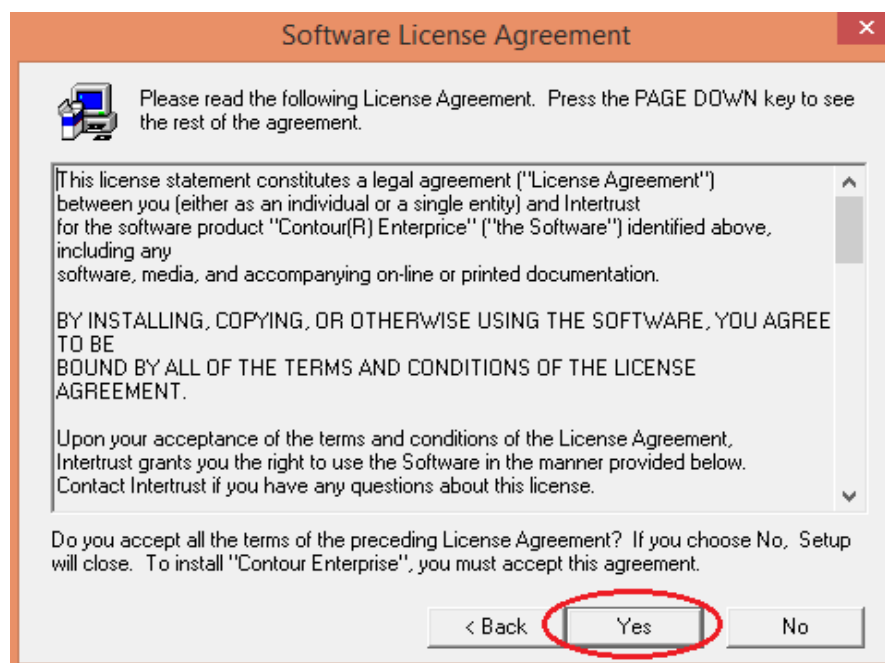 Software License Agreement
Please read the following License Agreement. Press the PAGE DOWN key to see
the rest of the agreement.
This license statement constitutes a legal agreement ("License Agreement")
between you (either as an individual or a single entity) and Intertrust
for the software product "Contour(R) Enterprice" ("the Software") identified above,
including any
software, media, and accompanying on-line or printed documentation.
BY INSTALLING, COPYING, OR OTHERWISE USING THE SOFTWARE, YOU AGREE
TO BE
BOUND BY ALL OF THE TERMS AND CONDITIONS OF THE LICENSE
AGREEMENT.
Upon your acceptance of the terms and conditions of the License Agreement,
Intertrust grants you the right to use the Software in the manner provided below.
Contact Intertrust if you have any questions about this license.
Do you accept all the terms of the preceding License Agreement? If you choose No, Setup
will close. To install "Contour Enterprise", you must accept this agreement.
< Back Yes No